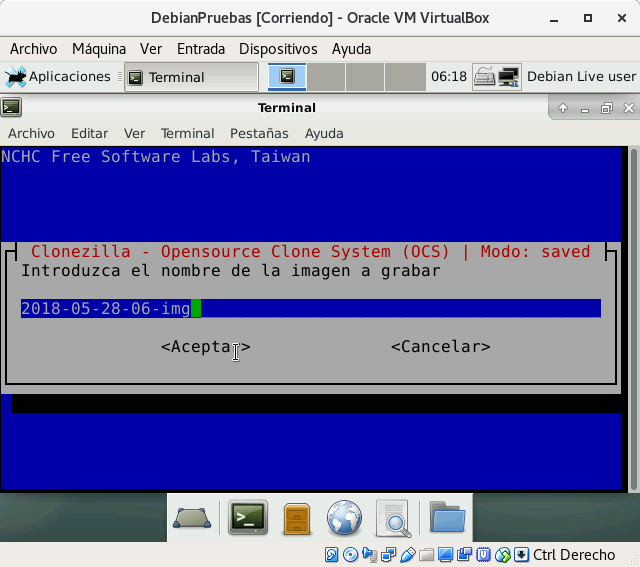 DebianPruebas [Corriendo] - Oracle VM VirtualBox
Archivo Máquina Ver Entrada Dispositivos Ayuda
Aplicaciones Terminal 06:18 Debian Live user
Terminal
Archivo Editar Ver Terminal Pestañas Ayuda
NCHC Free Software Labs, Taiwan
Clonezilla - Opensource Clone System (OCS) | Modo: saved
Introduzca el nombre de la imagen a grabar
2018-05-28-06-img
<Aceptar> <Cancelar>
Ctrl Derecho